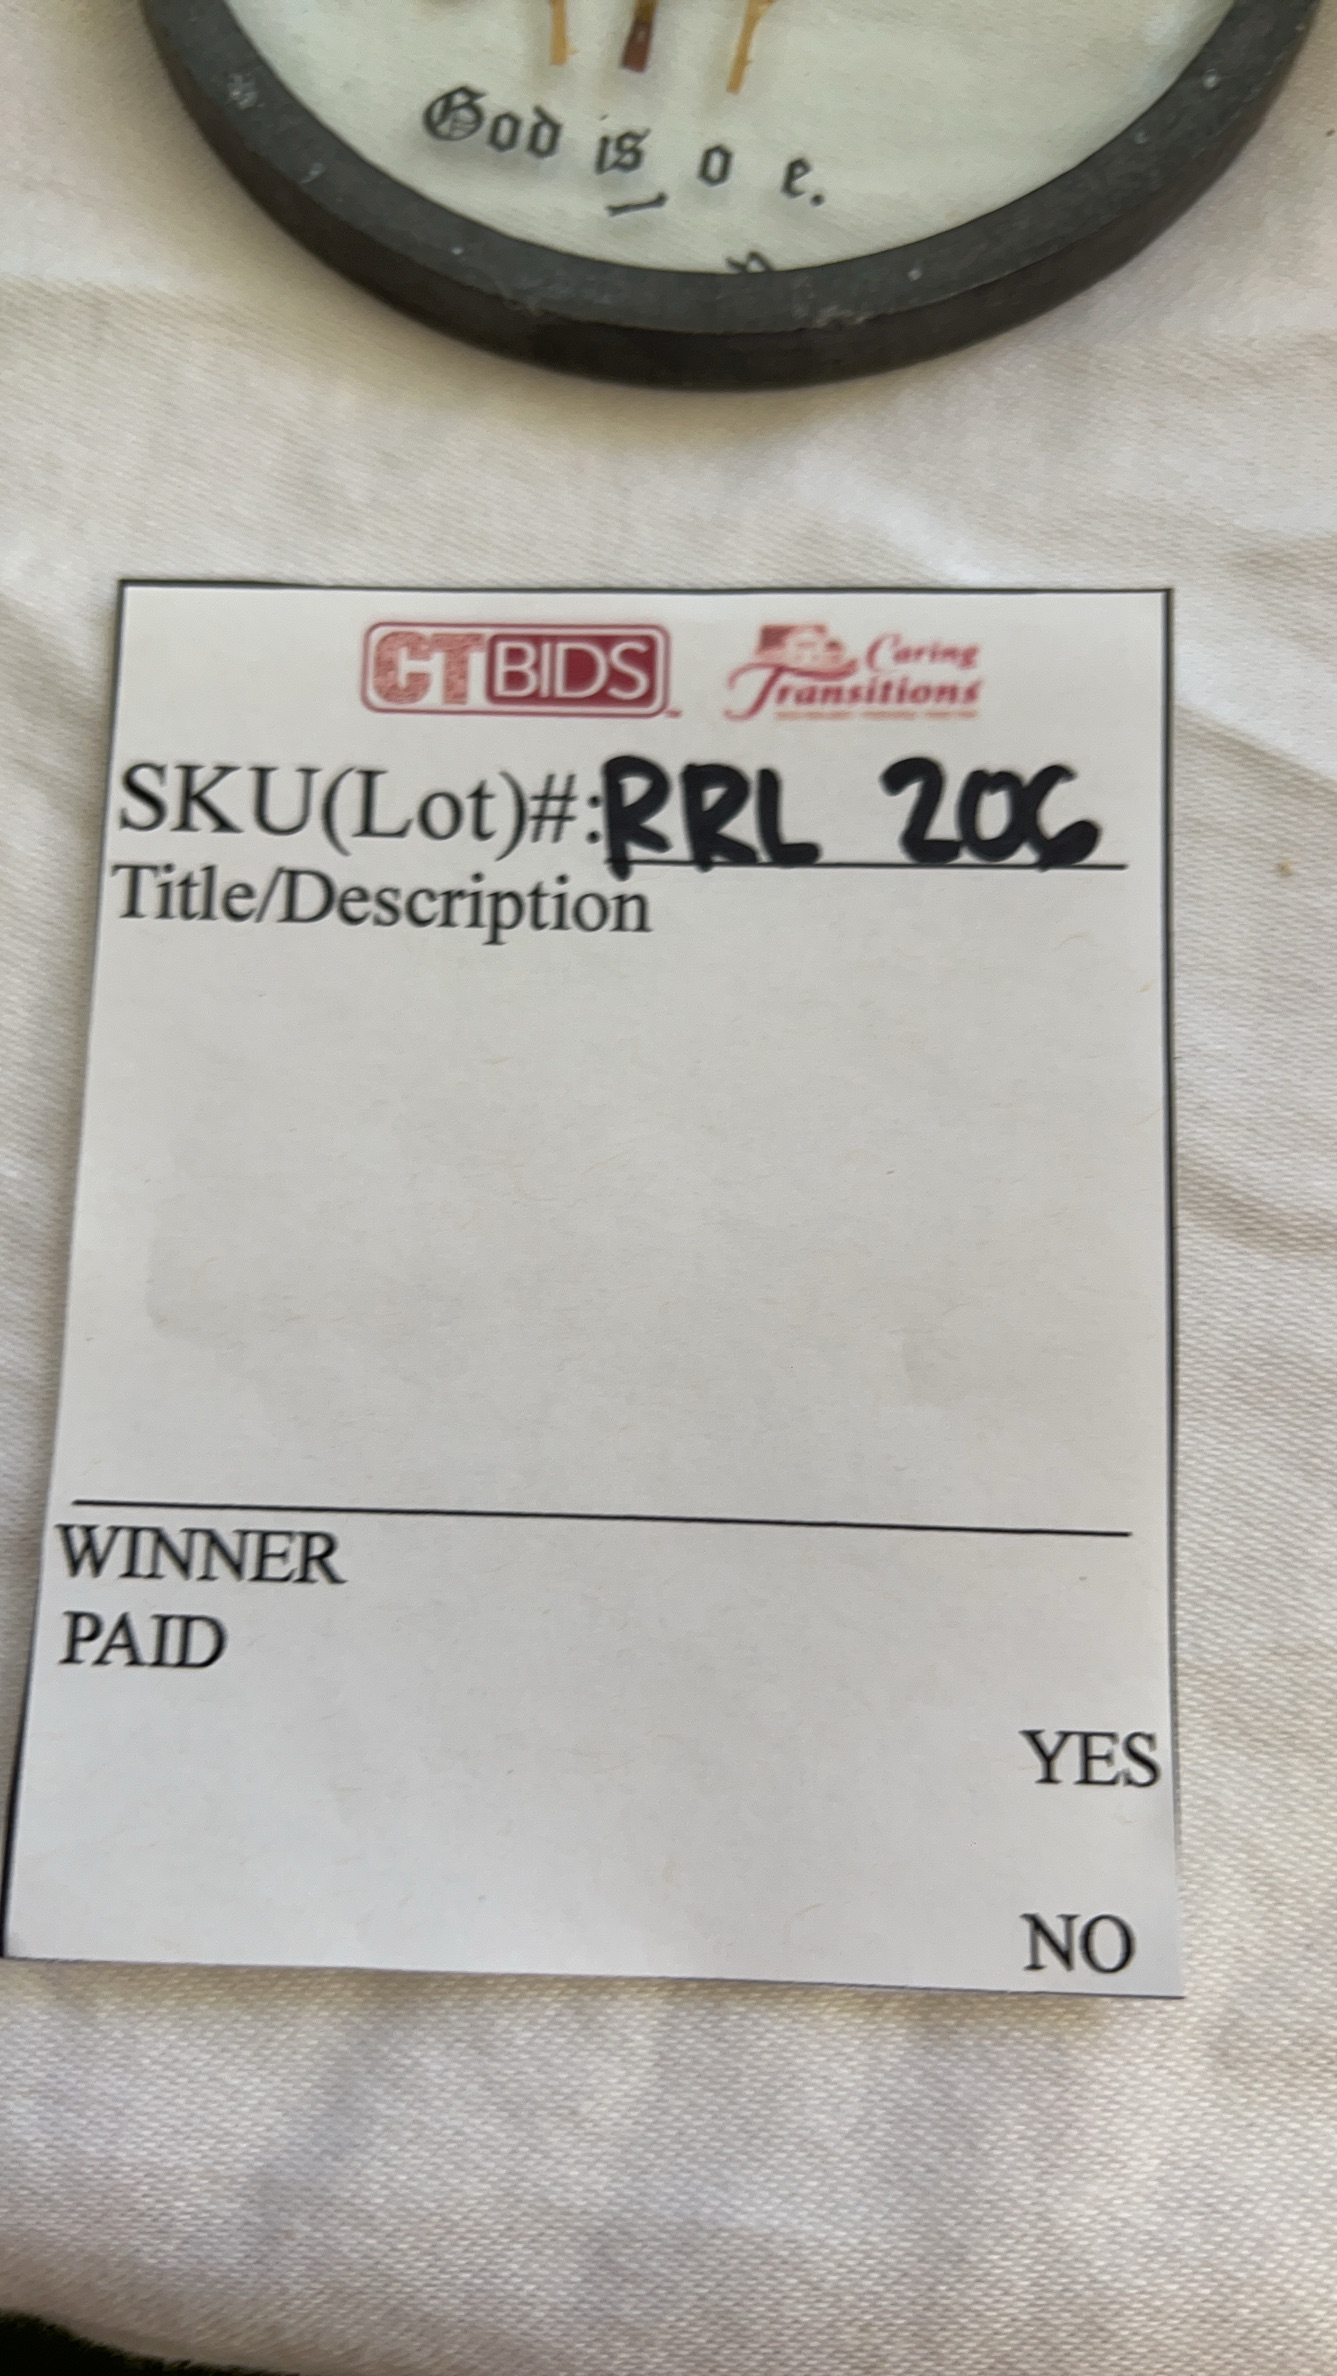 God is o e.
CTBIDS
Caring
Transitions
SKU(Lot)#:RRL 206
Title/Description
WINNER
PAID
YES
NO